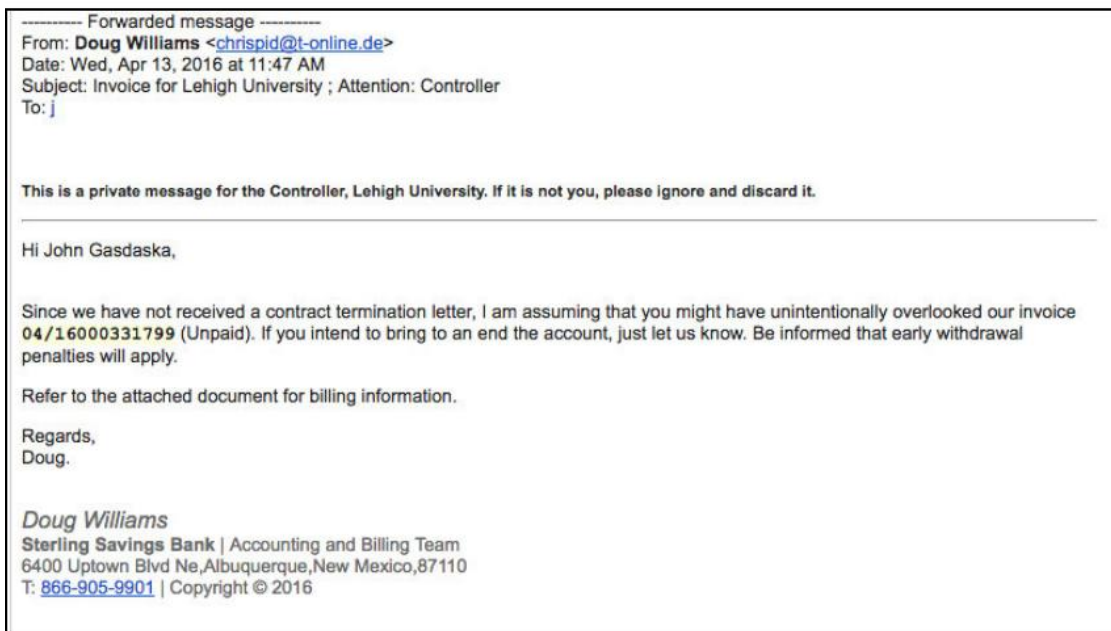 ---------- Forwarded message ----------
From: Doug Williams <chrispid@t-online.de>
Date: Wed, Apr 13, 2016 at 11:47 AM
Subject: Invoice for Lehigh University ; Attention: Controller
To: j
This is a private message for the Controller, Lehigh University. If it is not you, please ignore and discard it.
Hi John Gasdaska,
Since we have not received a contract termination letter, I am assuming that you might have unintentionally overlooked our invoice
04/16000331799 (Unpaid). If you intend to bring to an end the account, just let us know. Be informed that early withdrawal
penalties will apply.
Refer to the attached document for billing information.
Regards,
Doug.
Doug Williams
Sterling Savings Bank | Accounting and Billing Team
6400 Uptown Blvd Ne,Albuquerque,New Mexico,87110
T: 866-905-9901 | Copyright © 2016